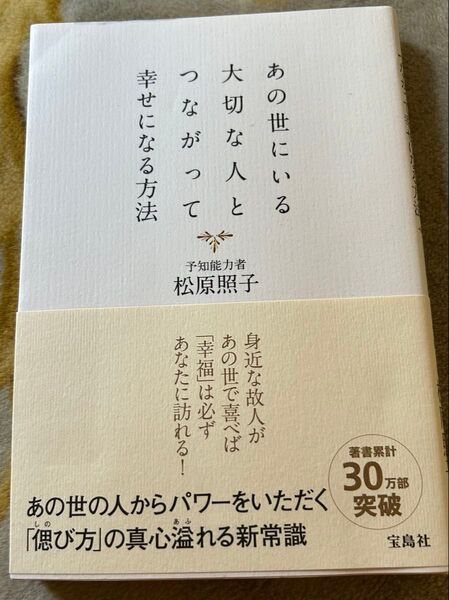 あの世にいる
大切な人と
つながって
幸せになる方法
予知能力者
松原照子
身近な故人が
あの世で喜べば
「幸福」は必ず
あなたに訪れる！
著書累計
30万部
突破
あの世の人からパワーをいただく
しの
あふ
「偲び方」の真心溢れる新常識
宝島社